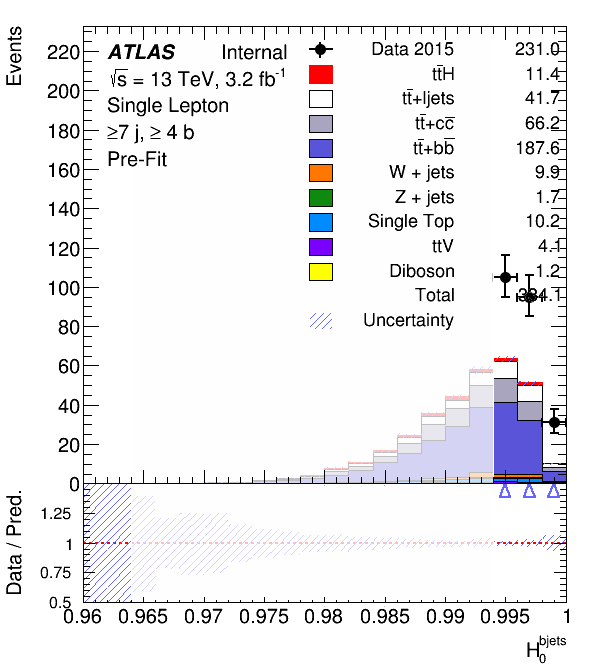 Events
220
200
180
160
140
120
100
80
60
40
20
0
ATLAS Internal
√s = 13 TeV, 3.2 fb⁻¹
Single Lepton
≥7 j, ≥ 4 b
Pre-Fit
Data 2015 231.0
tt̄H 11.4
tt̄+ljets 41.7
tt̄+cc̄ 66.2
tt̄+bb̄ 187.6
W + jets 9.9
Z + jets 1.7
Single Top 10.2
ttV 4.1
Diboson 1.2
Total
Uncertainty
Data / Pred.
1.25
1
0.75
0.5
0.96 0.965 0.97 0.975 0.98 0.985 0.99 0.995 1
H₀ᵇʲᵉᵗˢ